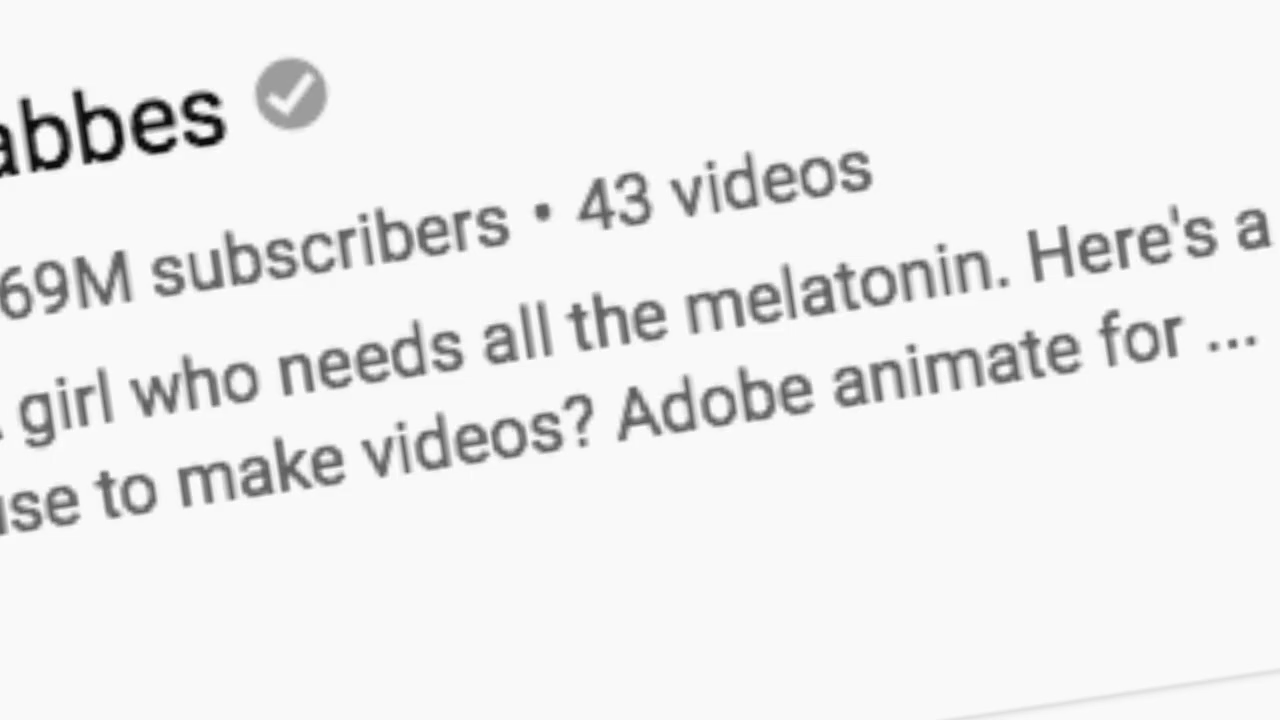 abbes
69M subscribers • 43 videos
girl who needs all the melatonin. Here's a
use to make videos? Adobe animate for ...